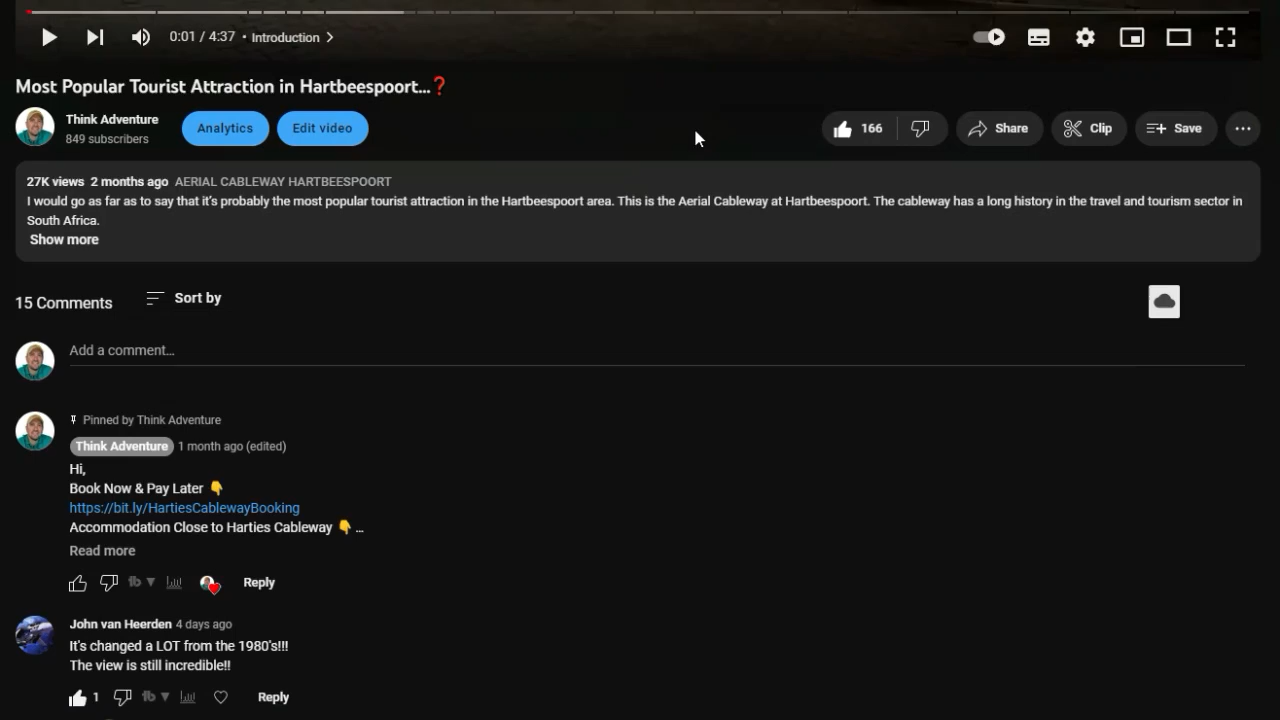 0:01 / 4:37 • Introduction
Most Popular Tourist Attraction in Hartbeespoort...❓
Think Adventure
849 subscribers
Analytics
Edit video
166
Share
Clip
Save
27K views 2 months ago AERIAL CABLEWAY HARTBEESPOORT
I would go as far as to say that it's probably the most popular tourist attraction in the Hartbeespoort area. This is the Aerial Cableway at Hartbeespoort. The cableway has a long history in the travel and tourism sector in
South Africa.
Show more
15 Comments
Sort by
Add a comment...
Pinned by Think Adventure
Think Adventure 1 month ago (edited)
Hi,
Book Now & Pay Later 👇
https://bit.ly/HartiesCablewayBooking
Accommodation Close to Harties Cableway 👇 ...
Read more
Reply
John van Heerden 4 days ago
It's changed a LOT from the 1980's!!!
The view is still incredible!!
1
Reply